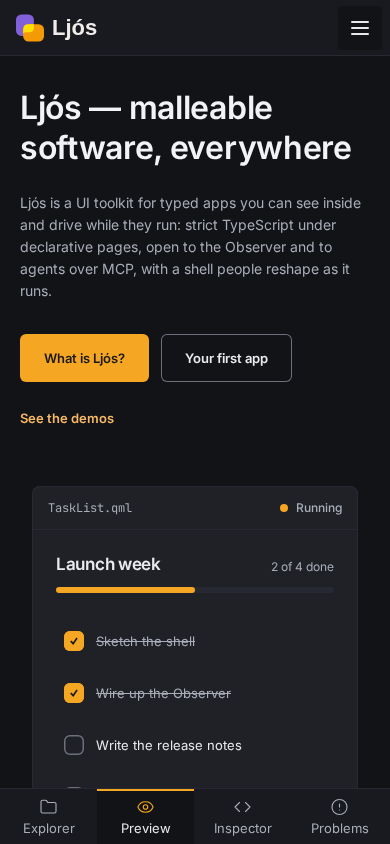 Ljós
Ljós — malleable
software, everywhere
Ljós is a UI toolkit for typed apps you can see inside
and drive while they run: strict TypeScript under
declarative pages, open to the Observer and to
agents over MCP, with a shell people reshape as it
runs.
What is Ljós?
Your first app
See the demos
TaskList.qml
Running
Launch week
2 of 4 done
Sketch the shell
Wire up the Observer
Write the release notes
Explorer
Preview
Inspector
Problems